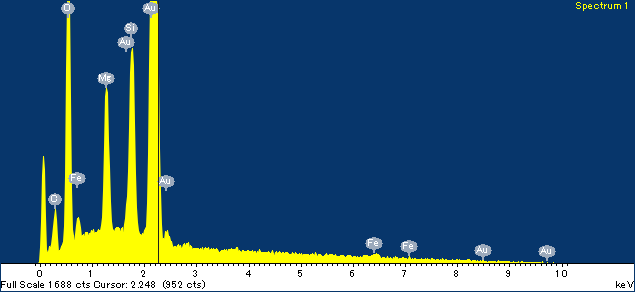 Spectrum 1
O
Au
Si
Au
Mg
Fe
Au
C
Fe
Fe
Au
Au
0 1 2 3 4 5 6 7 8 9 10
Full Scale 1588 cts Cursor: 2.248 (952 cts) keV